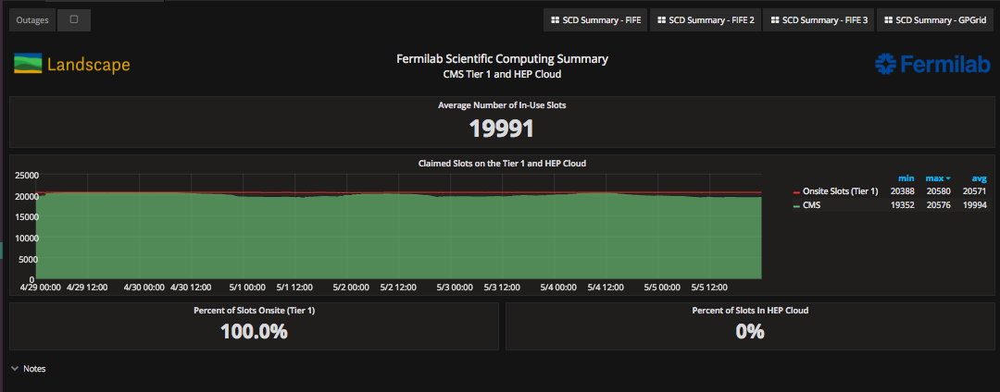 Outages
SCD Summary - FIFE
SCD Summary - FIFE 2
SCD Summary - FIFE 3
SCD Summary - GPGrid
Landscape
Fermilab Scientific Computing Summary
CMS Tier 1 and HEP Cloud
Fermilab
Average Number of In-Use Slots
19991
Claimed Slots on the Tier 1 and HEP Cloud
25000
20000
15000
10000
5000
0
4/29 00:00 4/29 12:00 4/30 00:00 4/30 12:00 5/1 00:00 5/1 12:00 5/2 00:00 5/2 12:00 5/3 00:00 5/3 12:00 5/4 00:00 5/4 12:00 5/5 00:00 5/5 12:00
min max avg
Onsite Slots (Tier 1) 20388 20580 20571
CMS 19352 20576 19994
Percent of Slots Onsite (Tier 1)
100.0%
Percent of Slots In HEP Cloud
0%
Notes